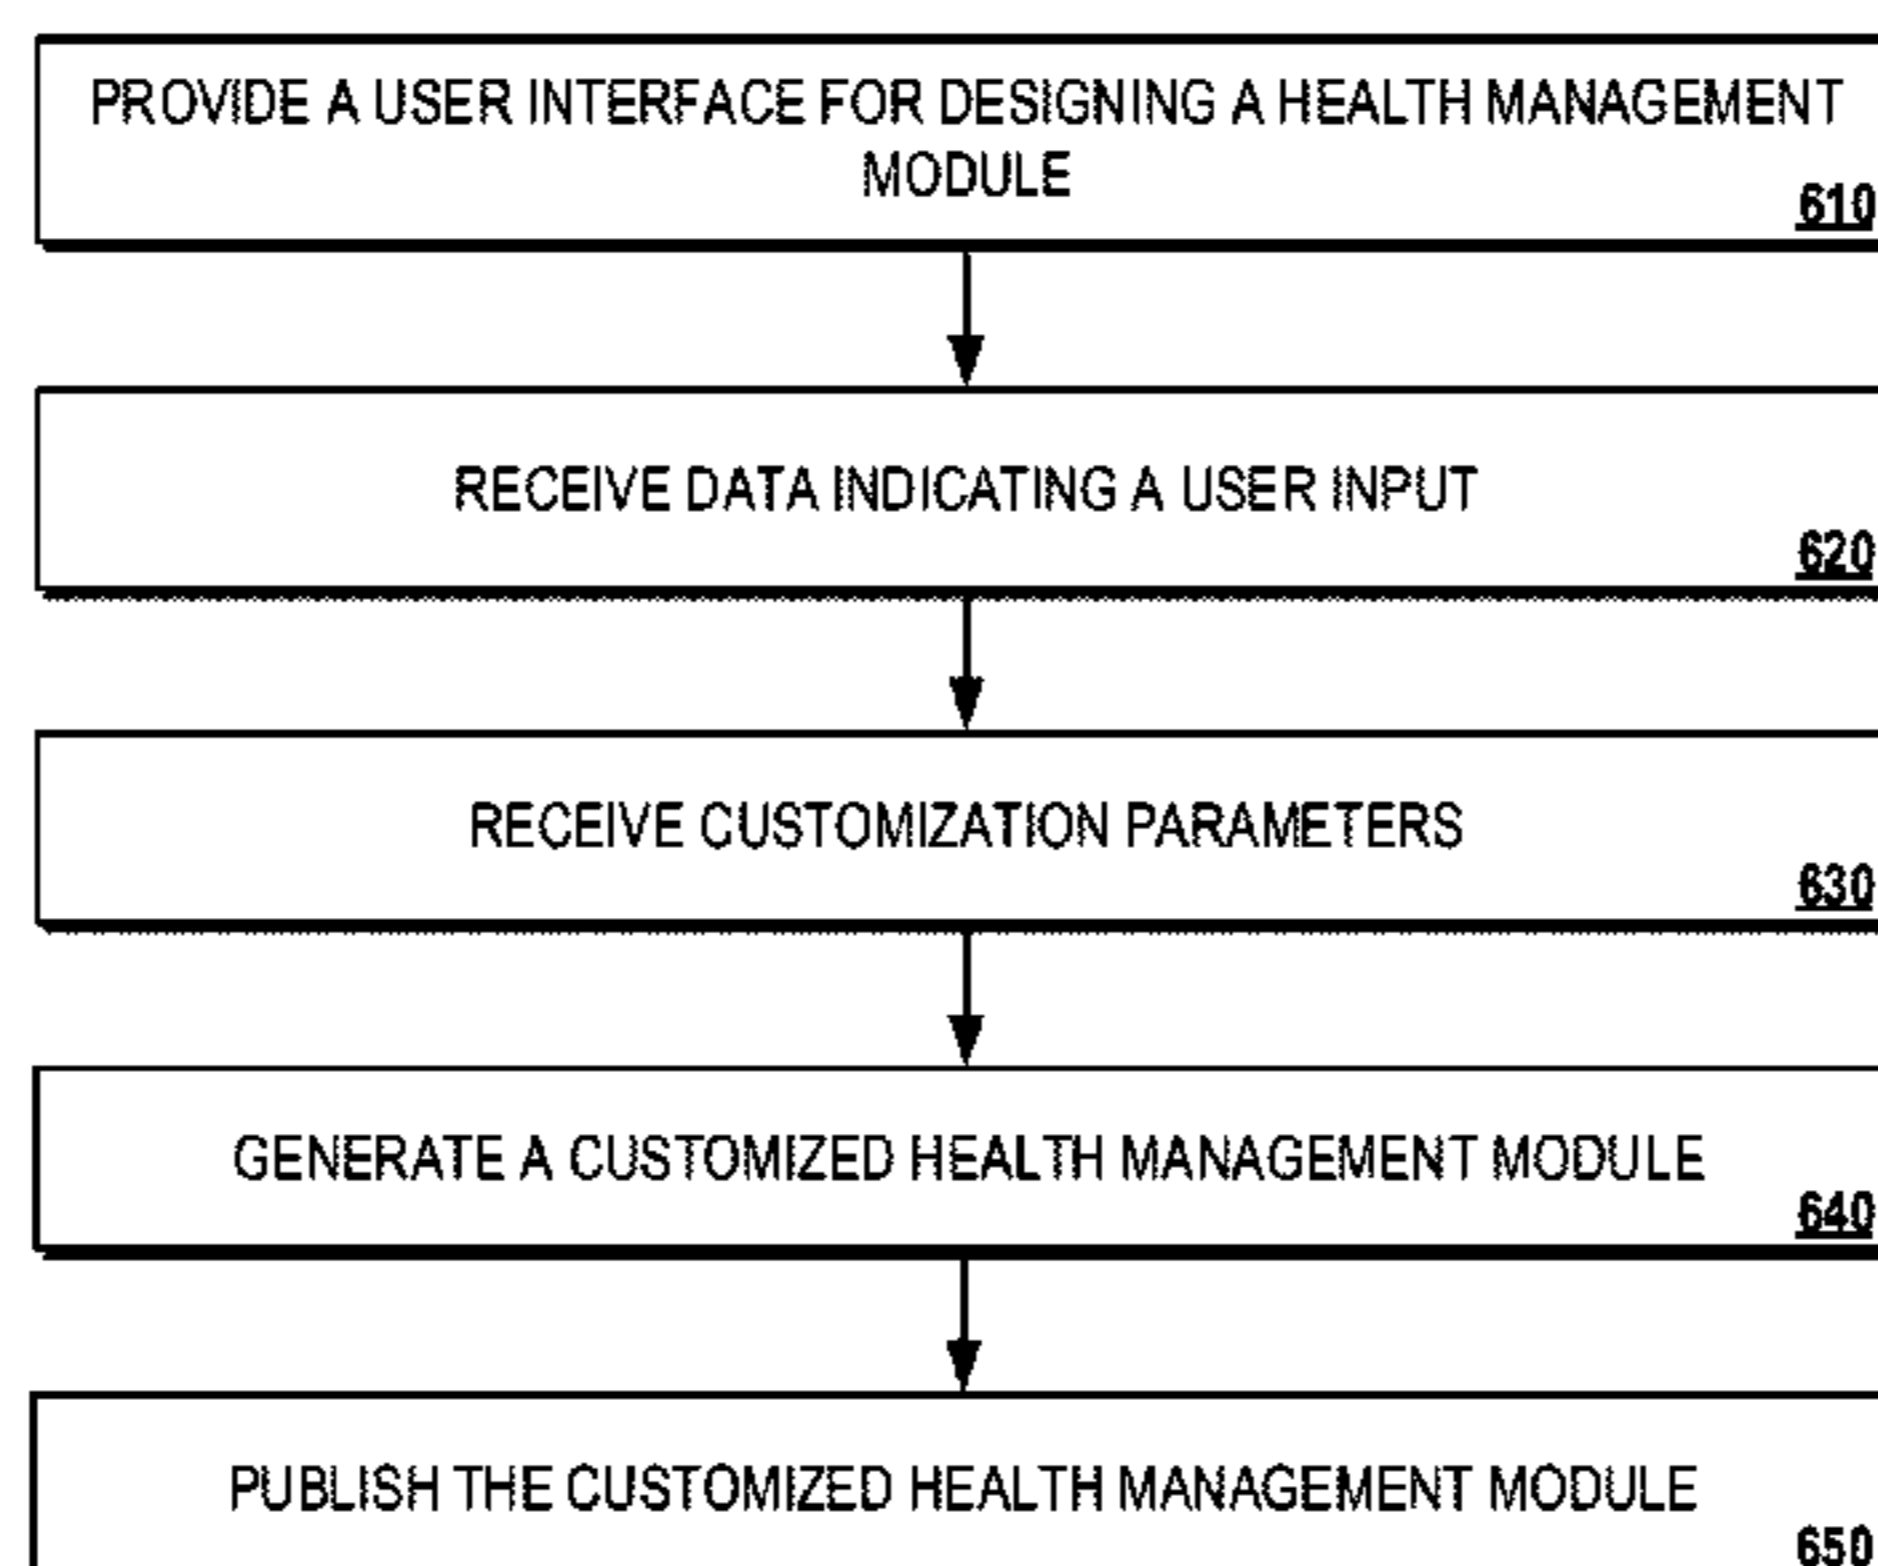 PROVIDE A USER INTERFACE FOR DESIGNING A HEALTH MANAGEMENT
MODULE
610
RECEIVE DATA INDICATING A USER INPUT
620
RECEIVE CUSTOMIZATION PARAMETERS
630
GENERATE A CUSTOMIZED HEALTH MANAGEMENT MODULE
640
PUBLISH THE CUSTOMIZED HEALTH MANAGEMENT MODULE
650